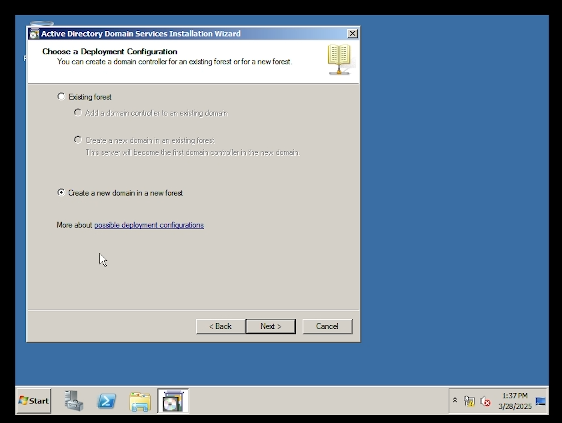 Active Directory Domain Services Installation Wizard
Choose a Deployment Configuration
You can create a domain controller for an existing forest or for a new forest.
Existing forest
Add a domain controller to an existing domain
Create a new domain in an existing forest
This server will become the first domain controller in the new domain.
Create a new domain in a new forest
More about possible deployment configurations
< Back
Next >
Cancel
Start
1:37 PM
3/28/2025